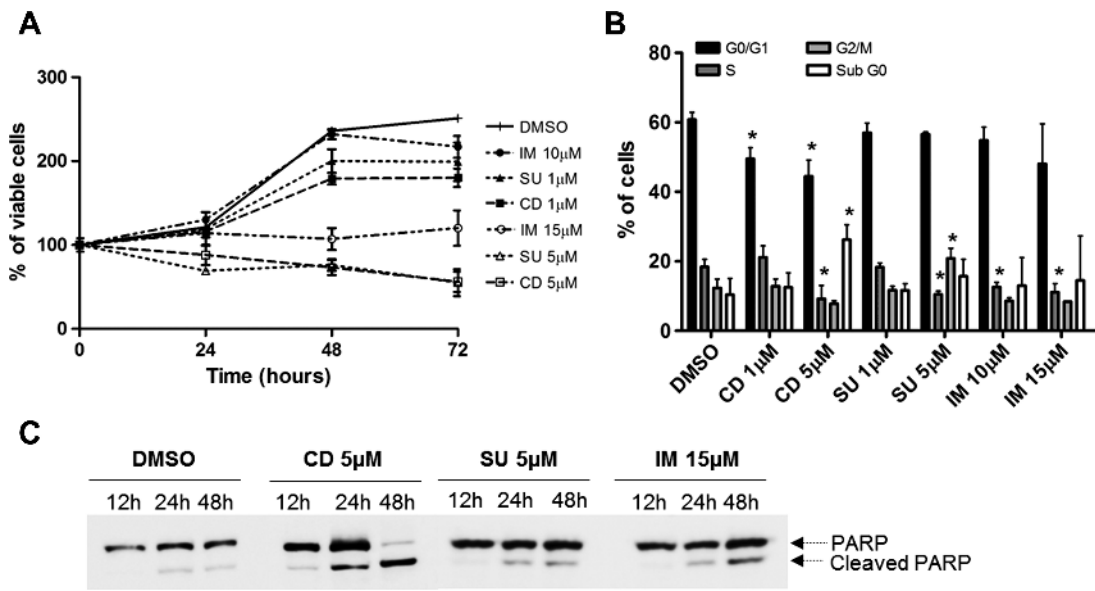 A
% of viable cells
300
200
100
0
0 24 48 72
Time (hours)
DMSO
IM 10µM
SU 1µM
CD 1µM
IM 15µM
SU 5µM
CD 5µM
B
G0/G1 G2/M
S Sub G0
% of cells
80
60
40
20
0
* * * * * * * *
DMSO CD 1µM CD 5µM SU 1µM SU 5µM IM 10µM IM 15µM
C
DMSO CD 5µM SU 5µM IM 15µM
12h 24h 48h 12h 24h 48h 12h 24h 48h 12h 24h 48h
PARP
Cleaved PARP